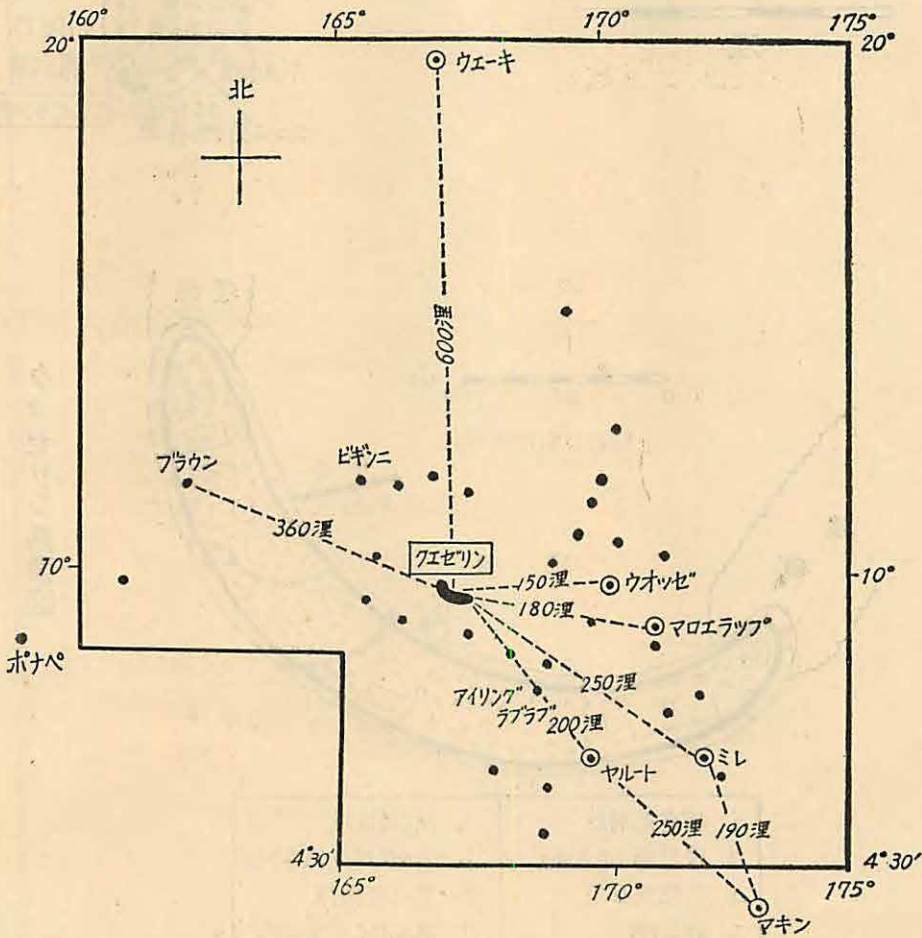 160° 165° 170° 175°
20° 20°
ウェーキ
北
600浬
ブラウン
ビギンニ
360浬
クエゼリン
10° 10°
150浬
ウオッゼ
180浬
マロエラップ
ポナペ
250浬
アイリング
ラブラブ
200浬
ミレ
ヤルート
250浬
190浬
4°30′ 4°30′
165° 170° 175°
マキン